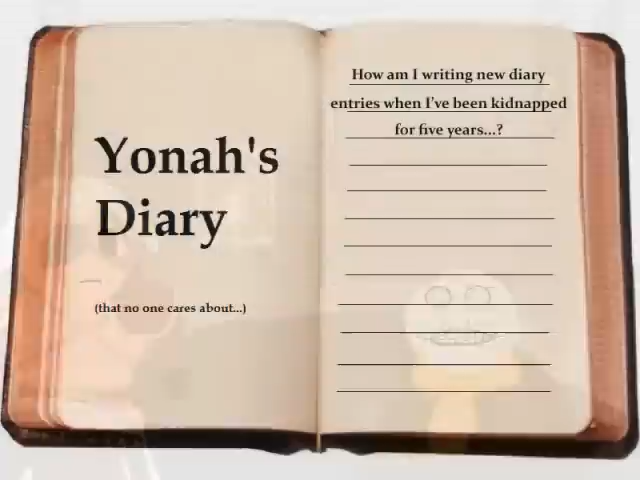 Yonah's
Diary
(that no one cares about...)
How am I writing new diary
entries when I've been kidnapped
for five years...?